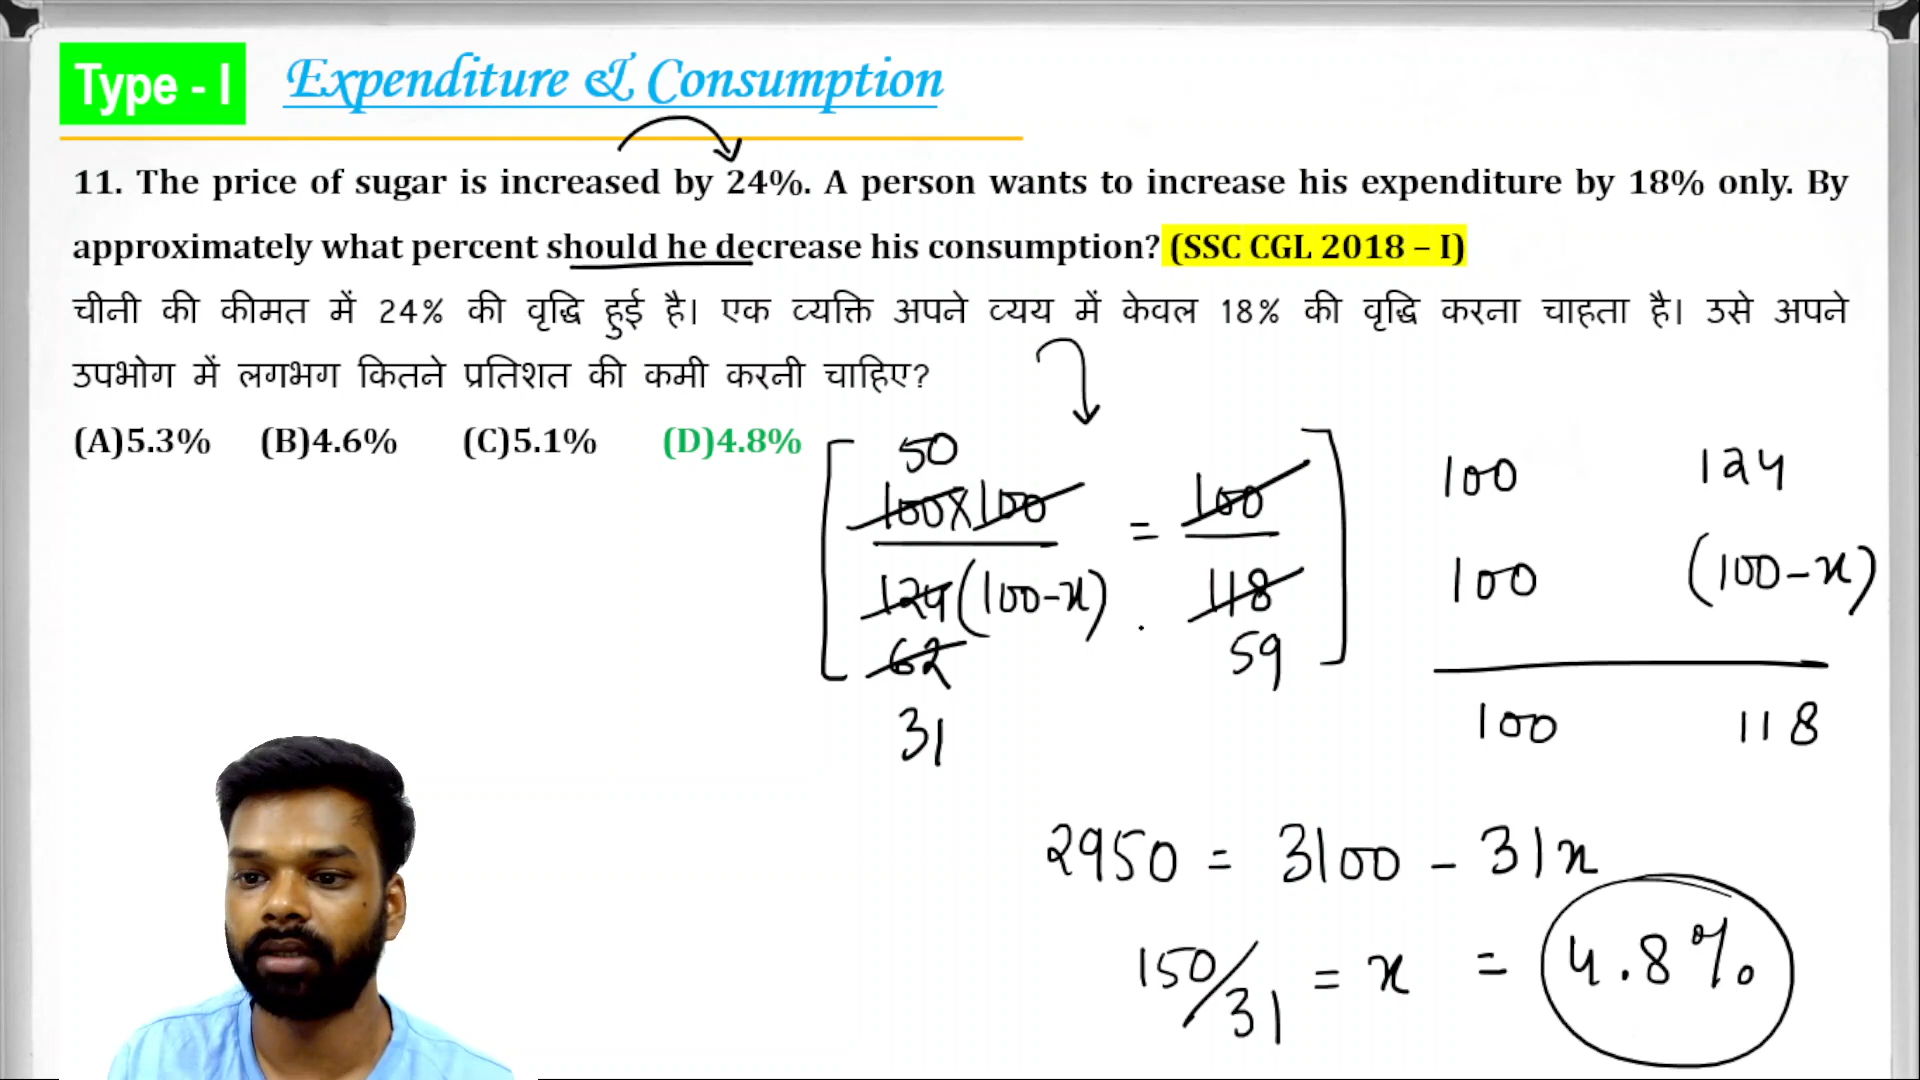 Type - I Expenditure & Consumption
11. The price of sugar is increased by 24%. A person wants to increase his expenditure by 18% only. By
approximately what percent should he decrease his consumption? (SSC CGL 2018 – I)
चीनी की कीमत में 24% की वृद्धि हुई है। एक व्यक्ति अपने व्यय में केवल 18% की वृद्धि करना चाहता है। उसे अपने
उपभोग में लगभग कितने प्रतिशत की कमी करनी चाहिए?
(A)5.3% (B)4.6% (C)5.1% (D)4.8%
50
100x100 = 100
124(100-x) . 118
62 59
31
100 124
100 (100-x)
100 118
2950 = 3100 - 31x
150/31 = x = 4.8%